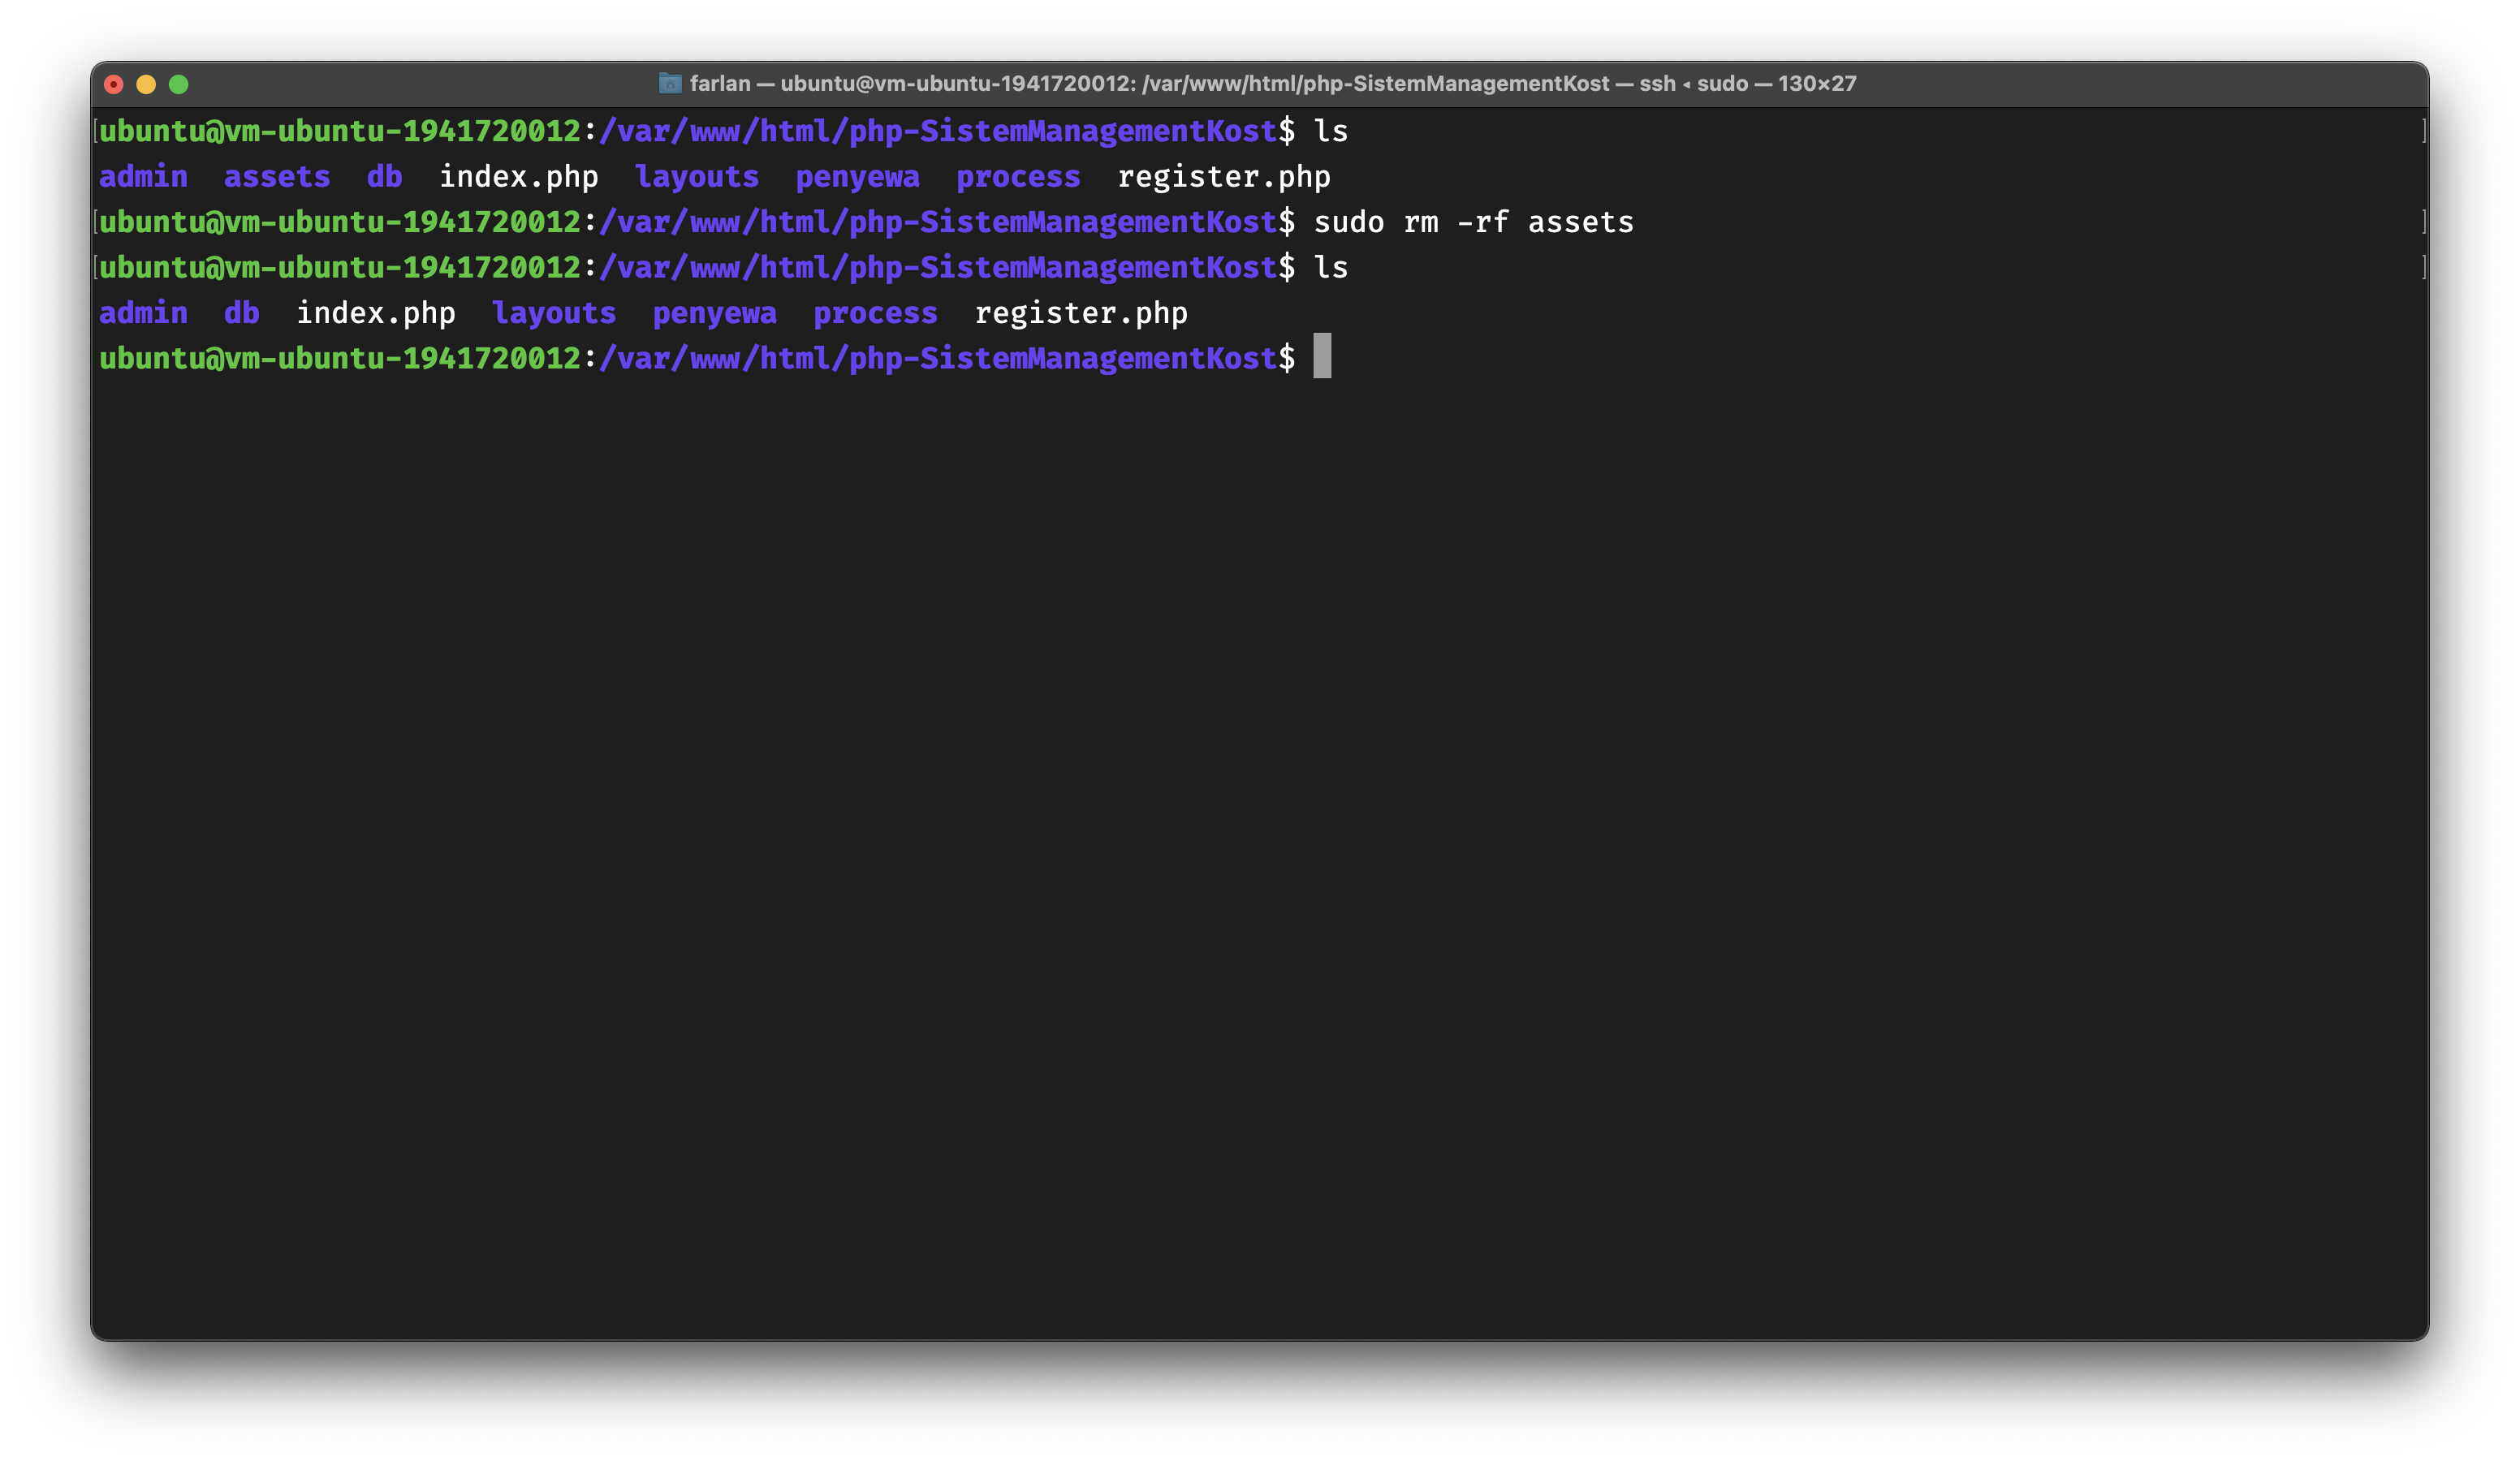 farlan — ubuntu@vm-ubuntu-1941720012: /var/www/html/php-SistemManagementKost — ssh ◂ sudo — 130×27
[ubuntu@vm-ubuntu-1941720012:/var/www/html/php-SistemManagementKost$ ls ]
admin  assets  db  index.php  layouts  penyewa  process  register.php
[ubuntu@vm-ubuntu-1941720012:/var/www/html/php-SistemManagementKost$ sudo rm -rf assets ]
[ubuntu@vm-ubuntu-1941720012:/var/www/html/php-SistemManagementKost$ ls ]
admin  db  index.php  layouts  penyewa  process  register.php
ubuntu@vm-ubuntu-1941720012:/var/www/html/php-SistemManagementKost$